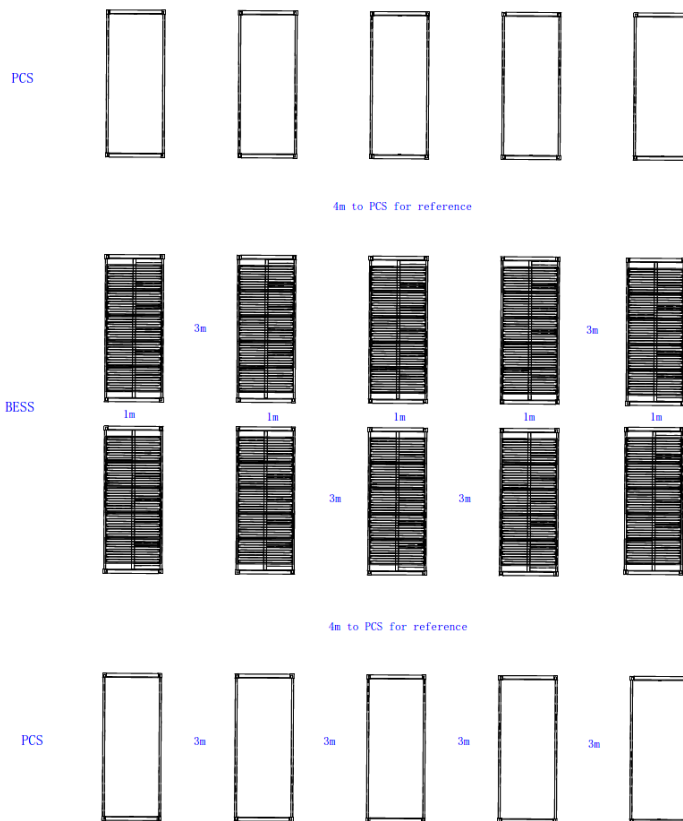 PCS
4m to PCS for reference
3m 3m
BESS
1m 1m 1m 1m 1m
3m 3m
4m to PCS for reference
PCS 3m 3m 3m 3m